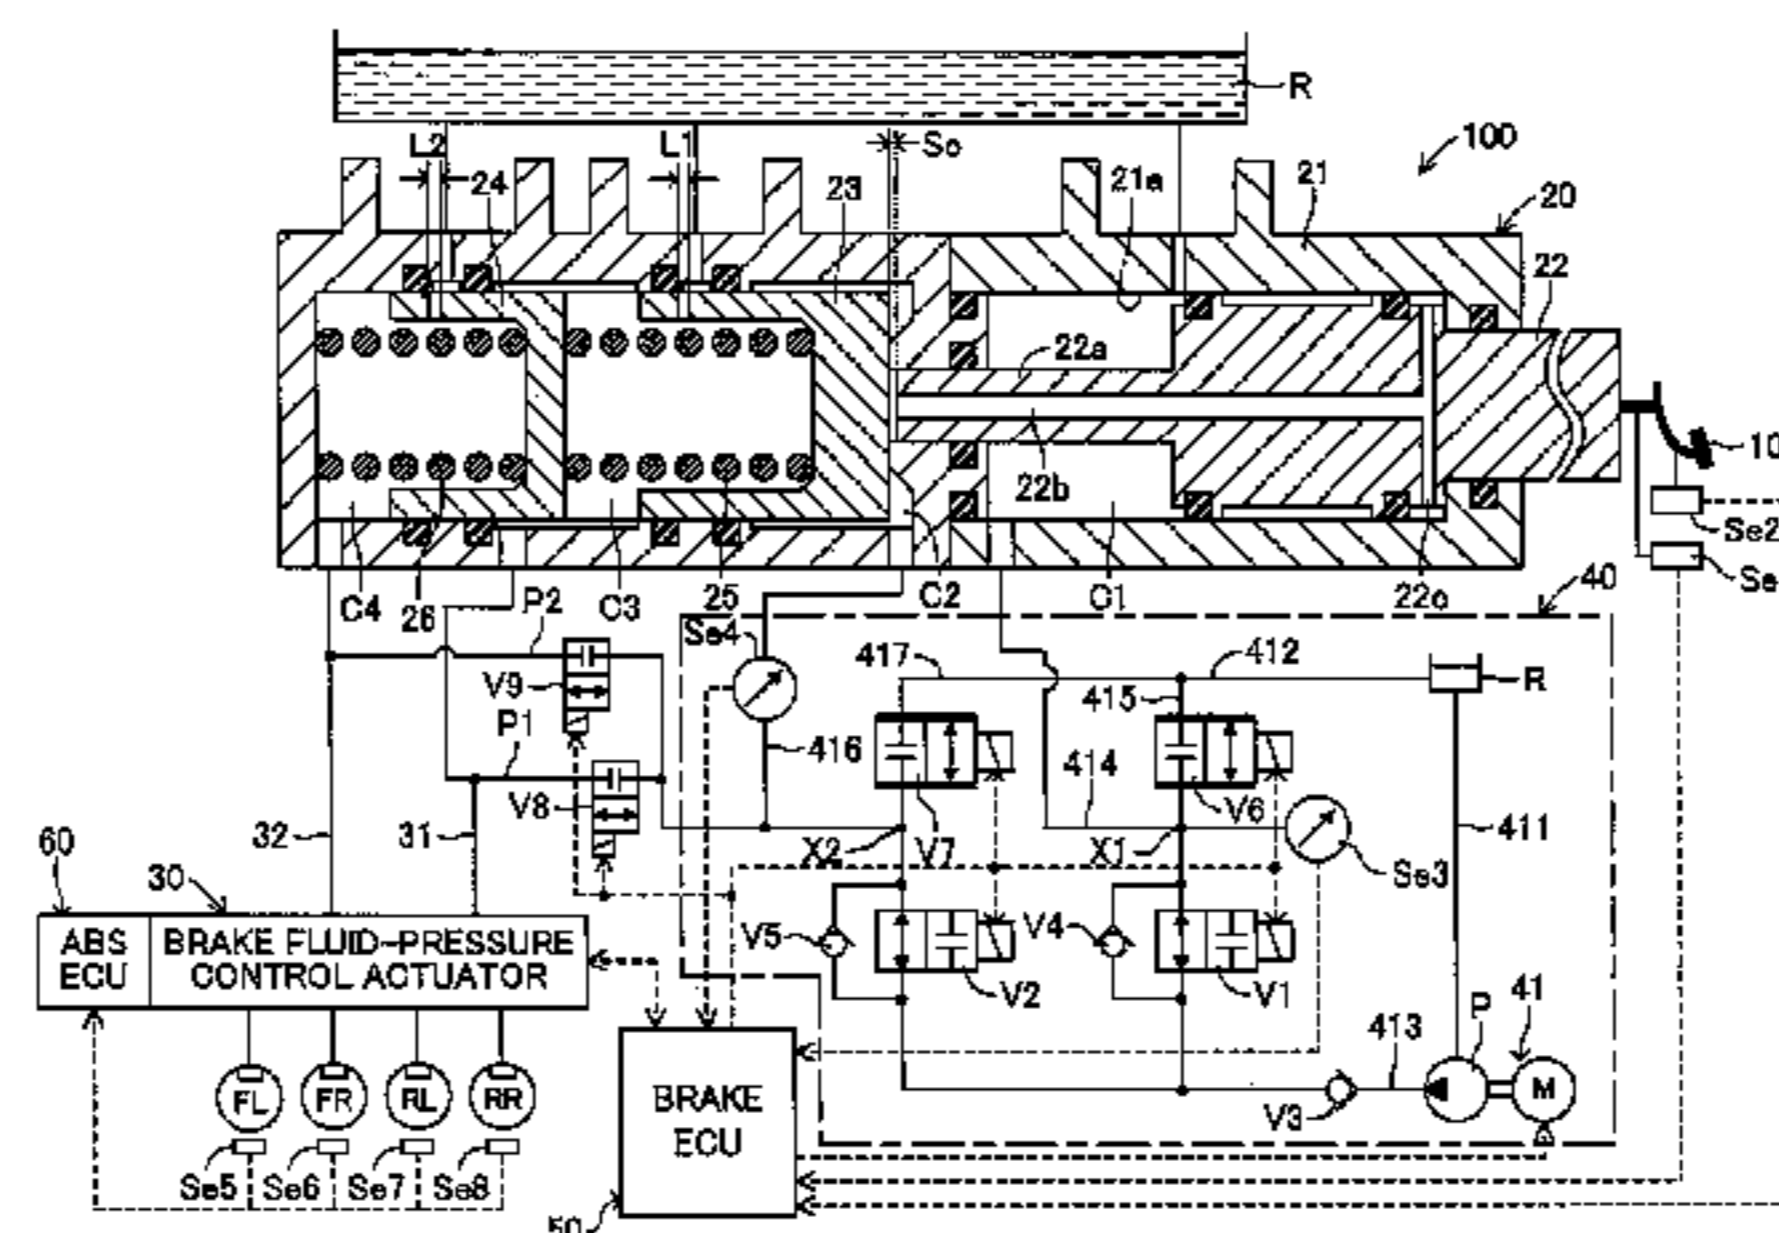 R
L2
L1
Sc
100
24
23
21a
21
20
22
22a
22b
10
Se2
Se
C4
26
P2
C3
25
C2
C1
22c
40
Se4
417
412
V9
415
R
P1
416
414
V8
V6
32
31
X2
V7
X1
411
60
30
Se3
V5
V4
ABS ECU
BRAKE FLUID-PRESSURE CONTROL ACTUATOR
V2
V1
P
41
413
FL
FR
RL
RR
BRAKE ECU
V3
M
Se5
Se6
Se7
Se8
50